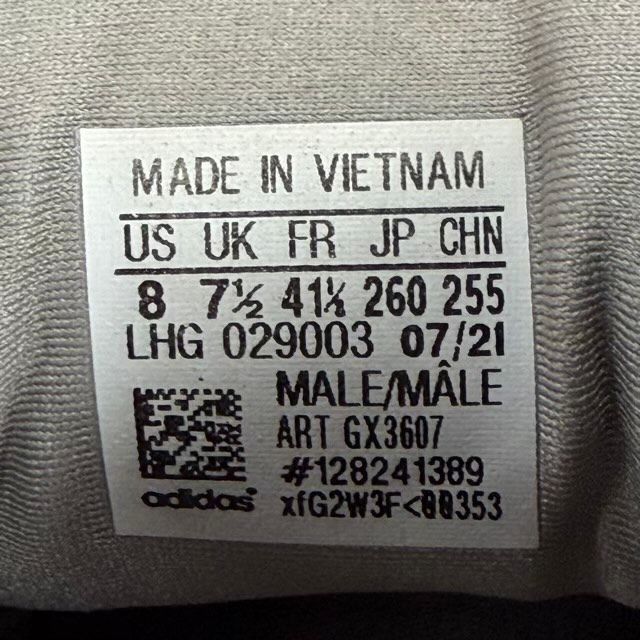 MADE IN VIETNAM
US UK FR JP CHN
8 7½ 41⅓ 260 255
LHG 029003 07/21
MALE/MÂLE
ART GX3607
#128241389
adidas xfG2W3F<00353